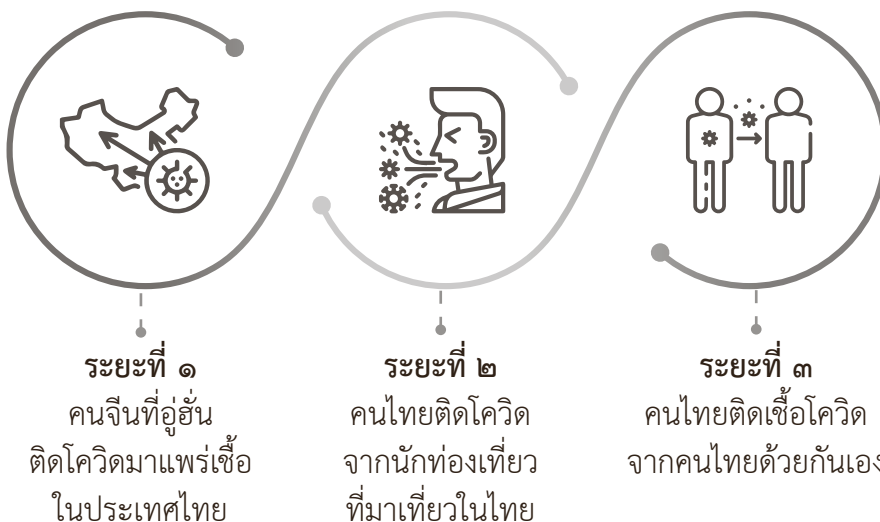 ระยะที่ ๑
คนจีนที่อู่ฮั่น
ติดโควิดมาแพร่เชื้อ
ในประเทศไทย
ระยะที่ ๒
คนไทยติดโควิด
จากนักท่องเที่ยว
ที่มาเที่ยวในไทย
ระยะที่ ๓
คนไทยติดเชื้อโควิด
จากคนไทยด้วยกันเอง